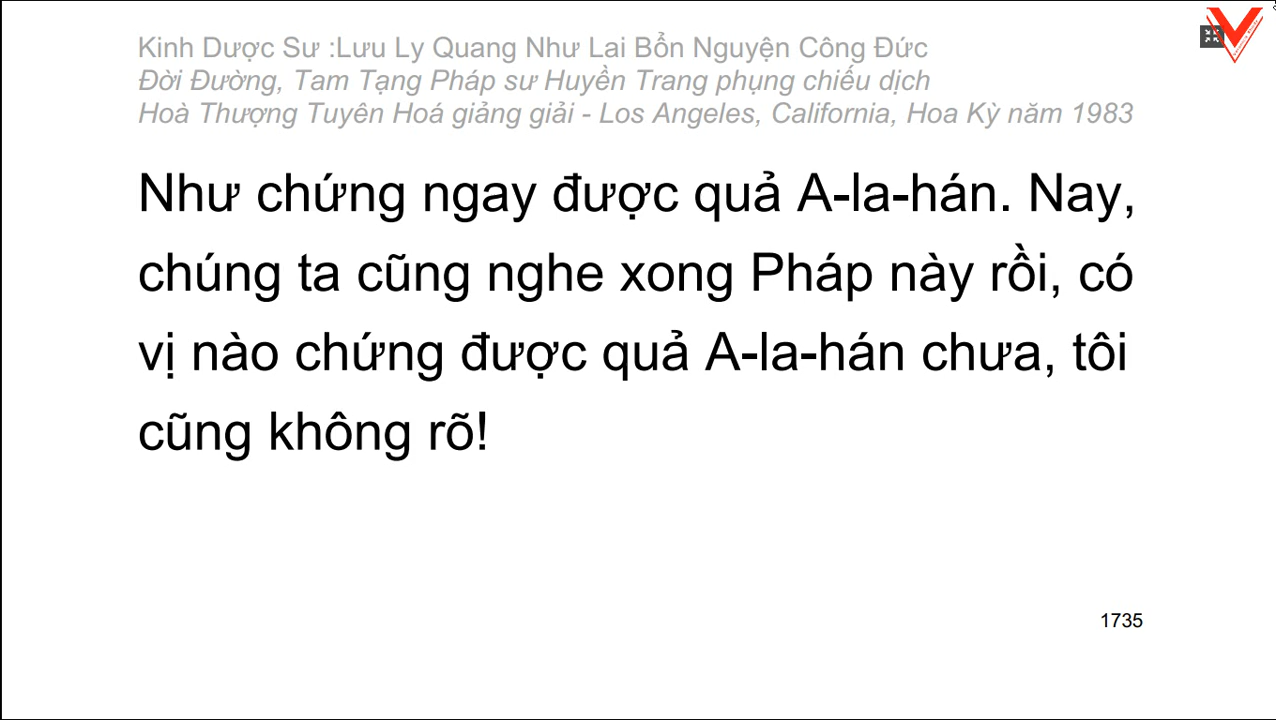 Kinh Dược Sư :Lưu Ly Quang Như Lai Bổn Nguyện Công Đức
Đời Đường, Tam Tạng Pháp sư Huyền Trang phụng chiếu dịch
Hoà Thượng Tuyên Hoá giảng giải - Los Angeles, California, Hoa Kỳ năm 1983
Như chứng ngay được quả A-la-hán. Nay,
chúng ta cũng nghe xong Pháp này rồi, có
vị nào chứng được quả A-la-hán chưa, tôi
cũng không rõ!
1735